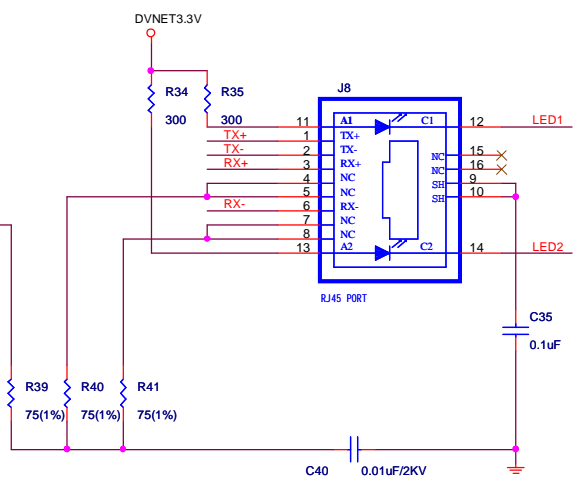 DVNET3.3V
R34
R35
J8
300
300
11
A1
C1
12
LED1
TX+
1
TX+
TX-
2
TX-
NC
15
RX+
3
RX+
NC
16
4
NC
SH
9
5
NC
SH
10
RX-
6
RX-
7
NC
8
NC
13
A2
C2
14
LED2
RJ45 PORT
C35
0.1uF
R39
R40
R41
75(1%)
75(1%)
75(1%)
C40
0.01uF/2KV